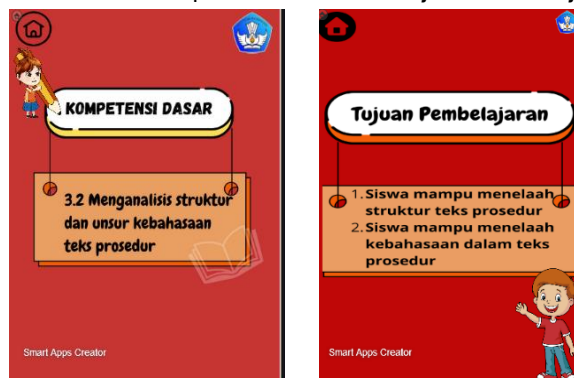 KOMPETENSI DASAR
3.2 Menganalisis struktur
dan unsur kebahasaan
teks prosedur
Smart Apps Creator
Tujuan Pembelajaran
1. Siswa mampu menelaah
struktur teks prosedur
2. Siswa mampu menelaah
kebahasaan dalam teks
prosedur
Smart Apps Creator